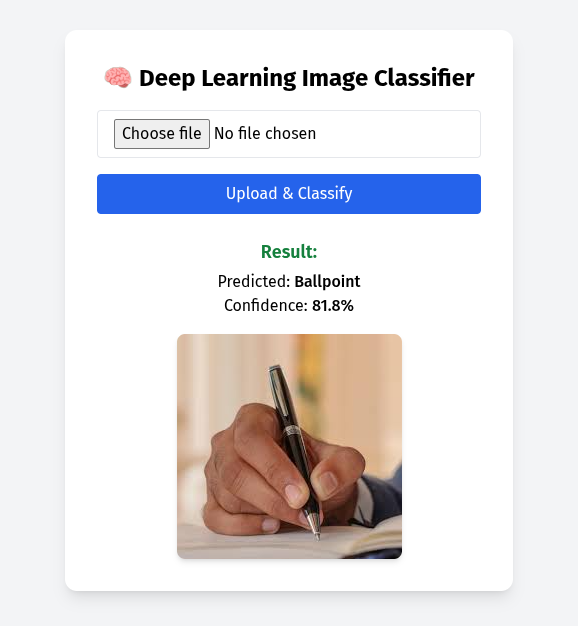 🧠 Deep Learning Image Classifier
Choose file No file chosen
Upload & Classify
Result:
Predicted: Ballpoint
Confidence: 81.8%